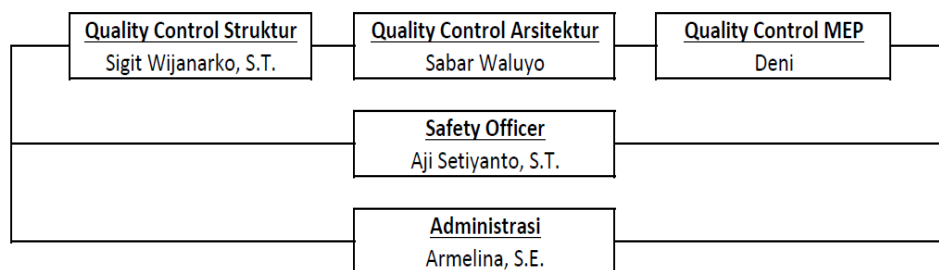 Quality Control Struktur
Sigit Wijanarko, S.T.
Quality Control Arsitektur
Sabar Waluyo
Quality Control MEP
Deni
Safety Officer
Aji Setiyanto, S.T.
Administrasi
Armelina, S.E.